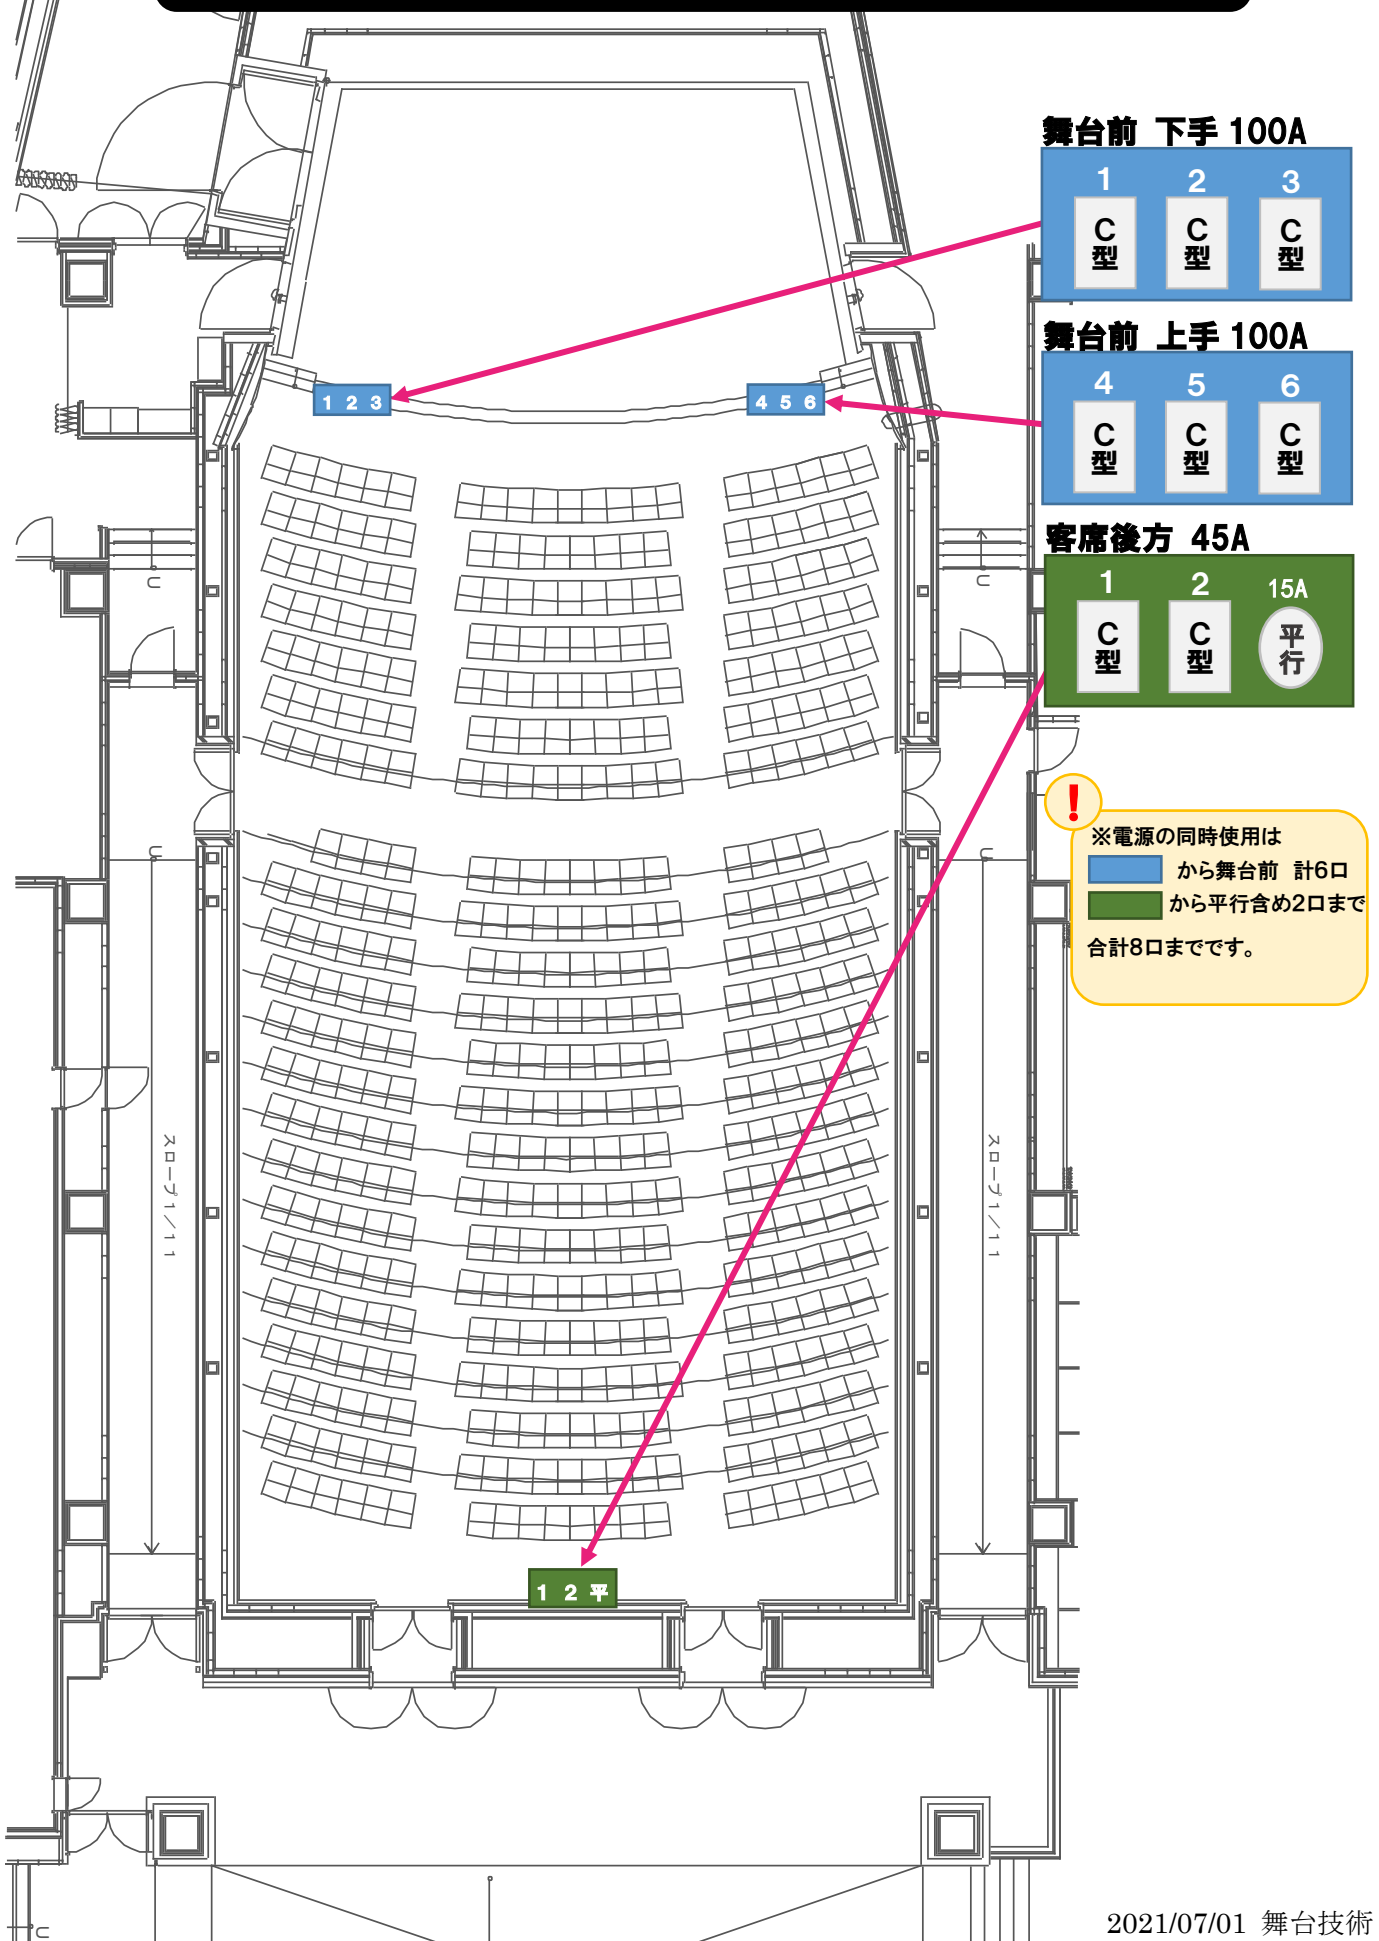 舞台前 下手 100A
1 2 3
C型 C型 C型
舞台前 上手 100A
4 5 6
C型 C型 C型
客席後方 45A
1 2 15A
C型 C型 平行
1 2 3
4 5 6
U
U
!
※電源の同時使用は
から舞台前 計6口
から平行含め2口まで
合計8口までです。
U
U
スロープ1/11
スロープ1/11
1 2 平
U
2021/07/01 舞台技術